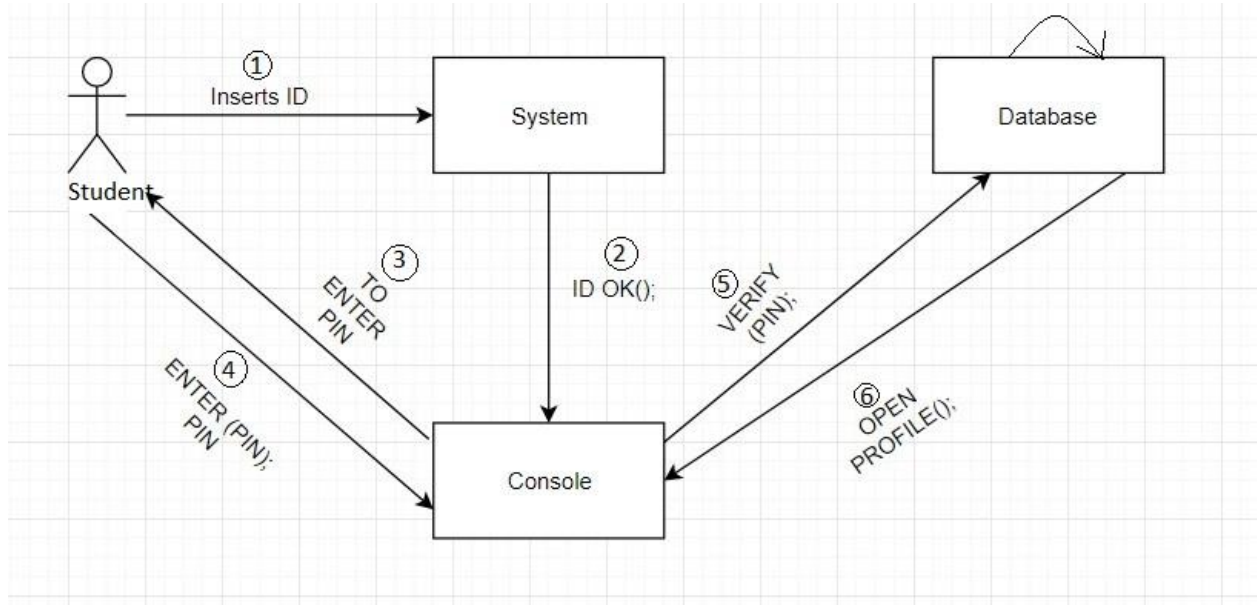 ①
Inserts ID
System
Database
Student
③
TO
ENTER
PIN
②
ID OK();
⑤
VERIFY
(PIN);
④
ENTER (PIN);
PIN
⑥
OPEN
PROFILE();
Console